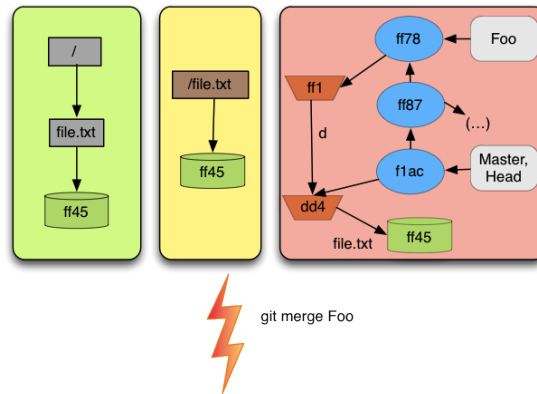 /
file.txt
ff45
/file.txt
ff45
ff78
Foo
ff1
ff87
d
(...)
f1ac
Master,
Head
dd4
file.txt
ff45
git merge Foo